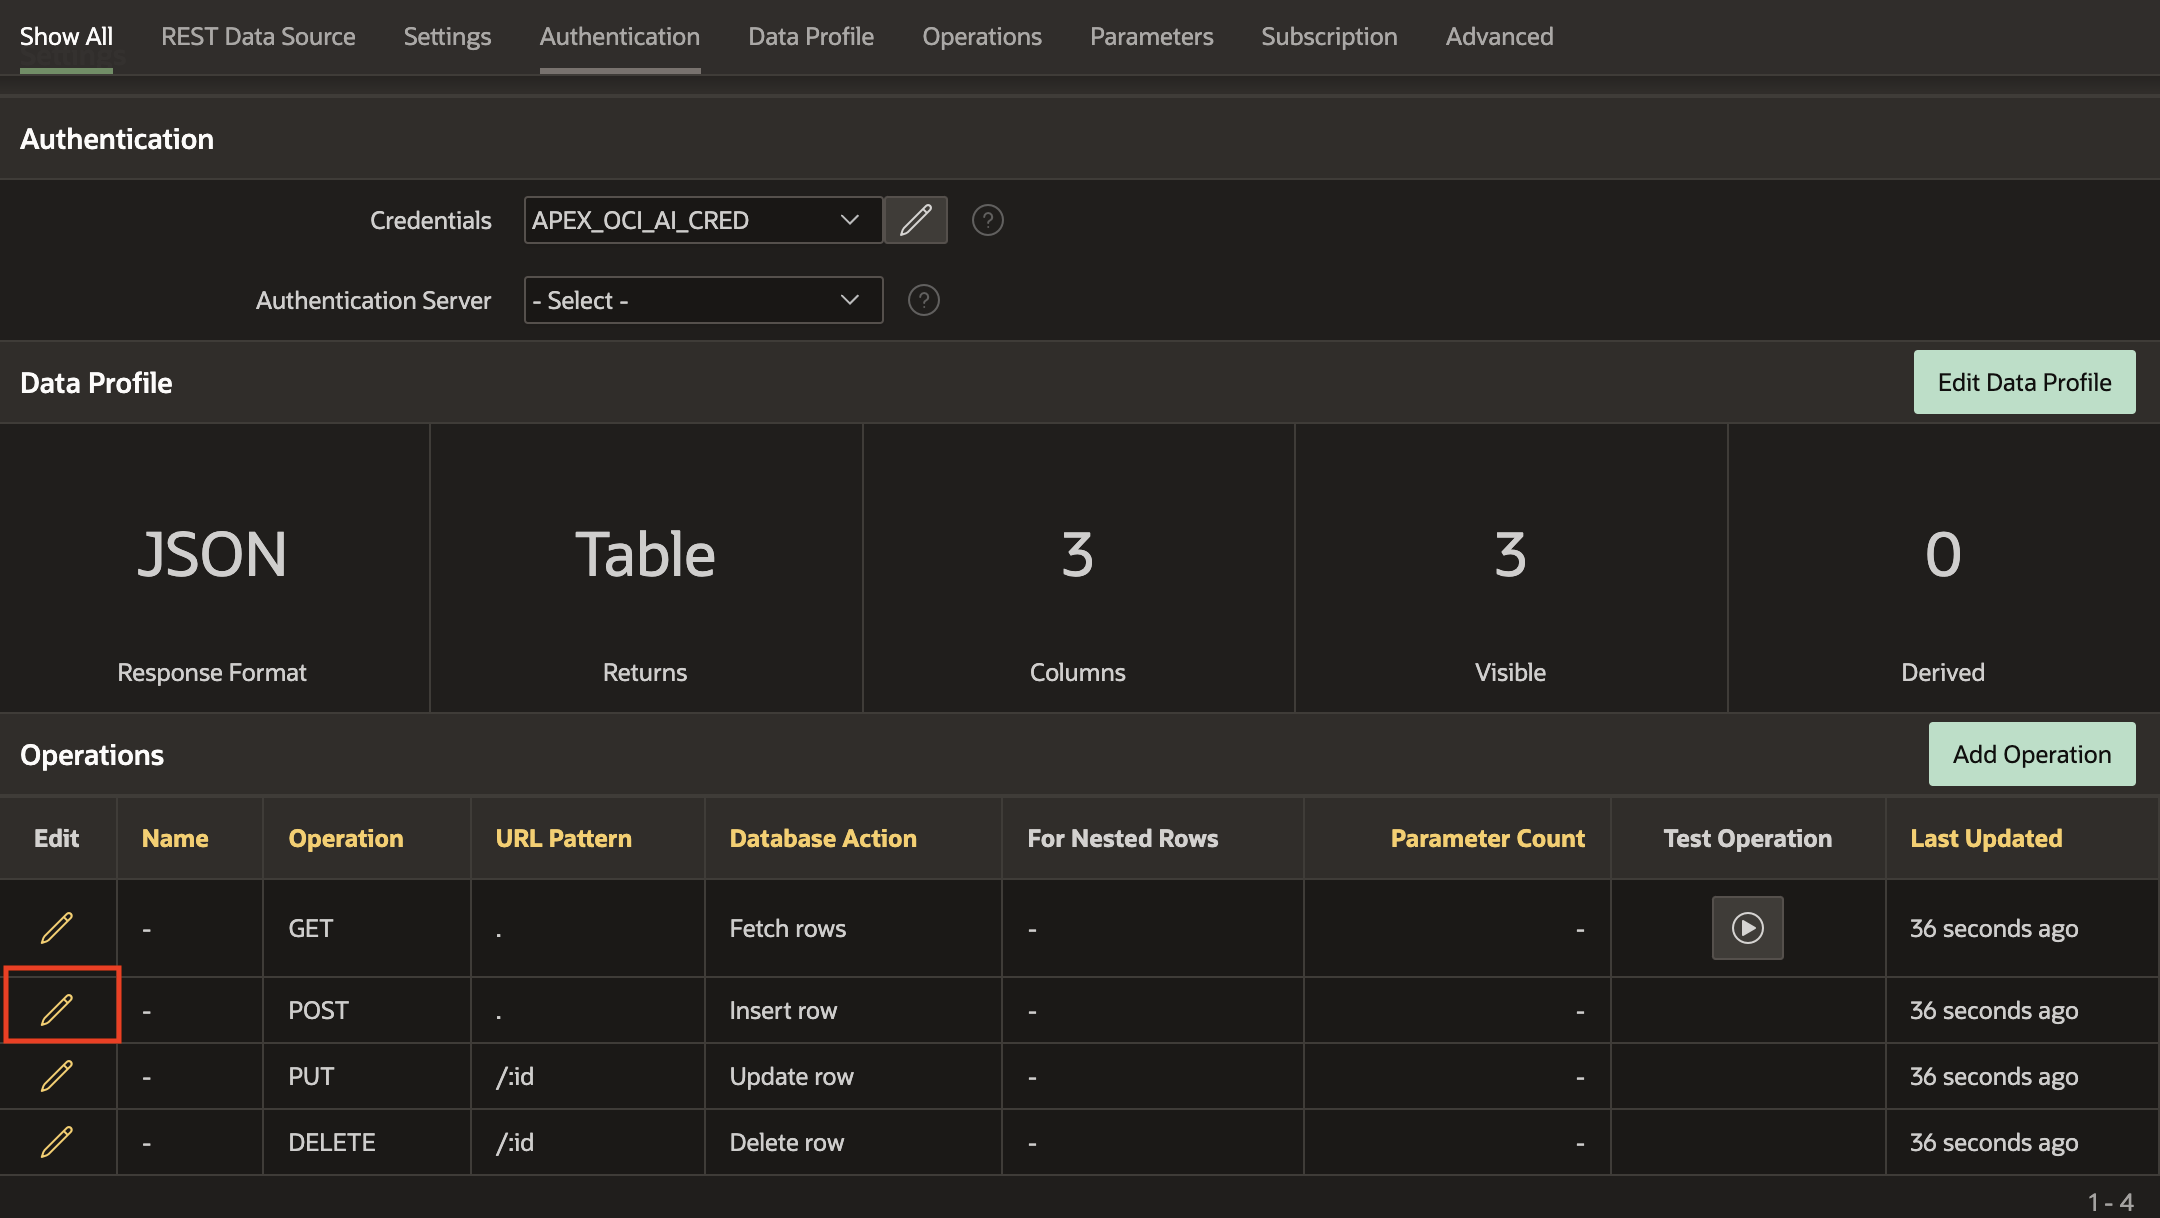 Show All REST Data Source Settings Authentication Data Profile Operations Parameters Subscription Advanced
Settings
Authentication
Credentials APEX_OCI_AI_CRED ?
Authentication Server - Select - ?
Data Profile Edit Data Profile
JSON Table 3 3 0
Response Format Returns Columns Visible Derived
Operations Add Operation
Edit Name Operation URL Pattern Database Action For Nested Rows Parameter Count Test Operation Last Updated
- GET . Fetch rows - - 36 seconds ago
- POST . Insert row - - 36 seconds ago
- PUT /:id Update row - - 36 seconds ago
- DELETE /:id Delete row - - 36 seconds ago
1 - 4